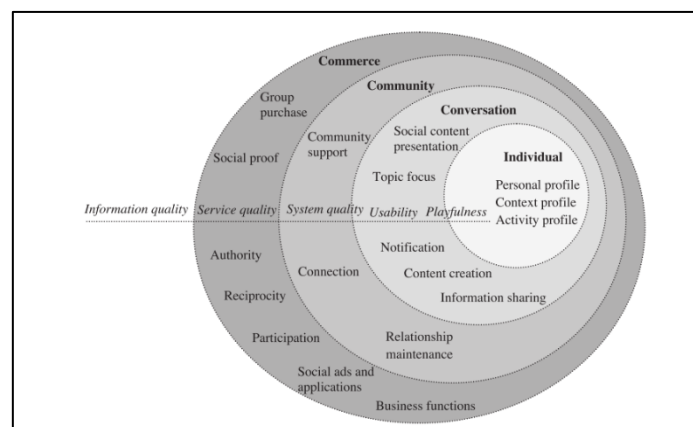 Commerce
Community
Group
purchase
Conversation
Social content
presentation
Community
support
Social proof
Individual
Topic focus
Personal profile
Context profile
Activity profile
Information quality Service quality System quality Usability Playfulness
Notification
Authority
Connection
Content creation
Reciprocity
Information sharing
Participation
Relationship
maintenance
Social ads and
applications
Business functions